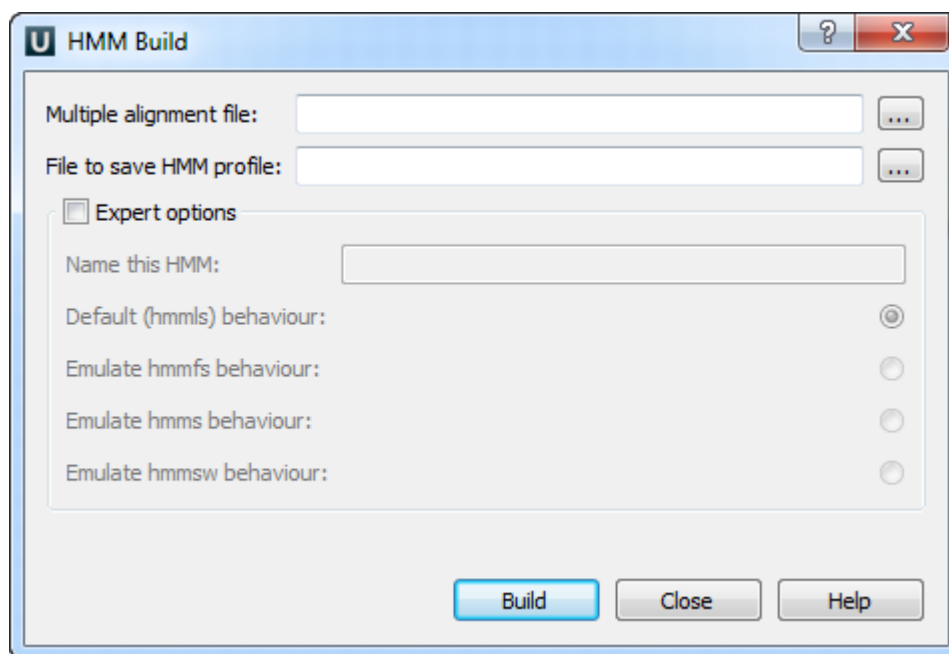 U HMM Build ? X
Multiple alignment file: ...
File to save HMM profile: ...
Expert options
Name this HMM:
Default (hmmls) behaviour:
Emulate hmmfs behaviour:
Emulate hmms behaviour:
Emulate hmmsw behaviour:
Build Close Help